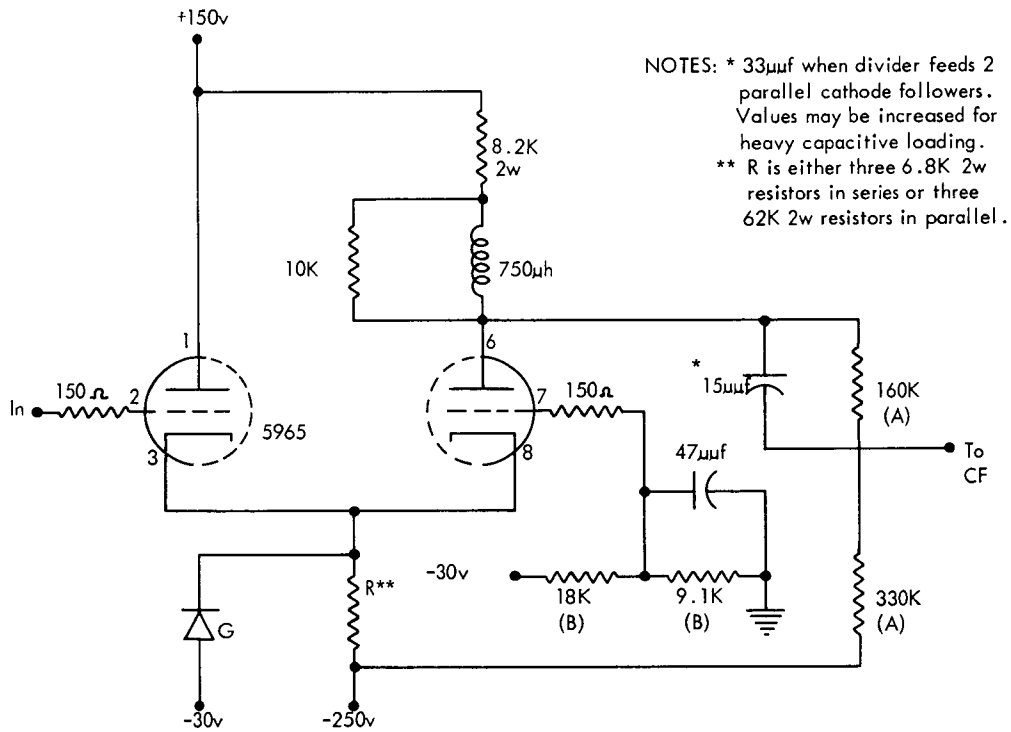 +150v
NOTES: * 33μμf when divider feeds 2
parallel cathode followers.
Values may be increased for
heavy capacitive loading.
** R is either three 6.8K 2w
resistors in series or three
62K 2w resistors in parallel.
8.2K
2w
10K
750μh
1
6
*
15μμf
160K
(A)
In
150Ω
2
5965
3
7
150Ω
8
47μμf
To
CF
-30v
R**
18K
(B)
9.1K
(B)
330K
(A)
G
-30v
-250v